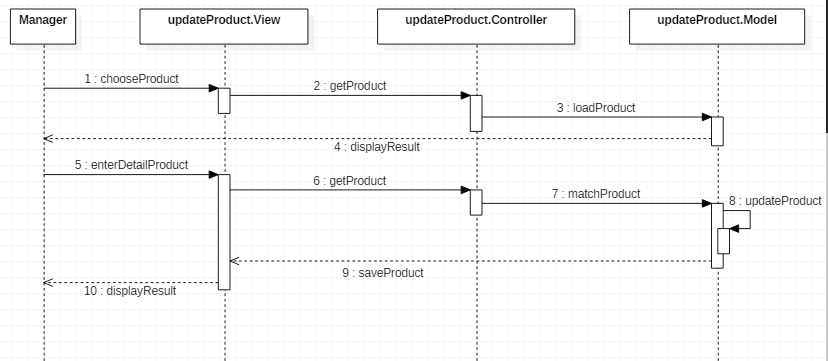 Manager
updateProduct.View
updateProduct.Controller
updateProduct.Model
1 : chooseProduct
2 : getProduct
3 : loadProduct
4 : displayResult
5 : enterDetailProduct
6 : getProduct
7 : matchProduct
8 : updateProduct
9 : saveProduct
10 : displayResult